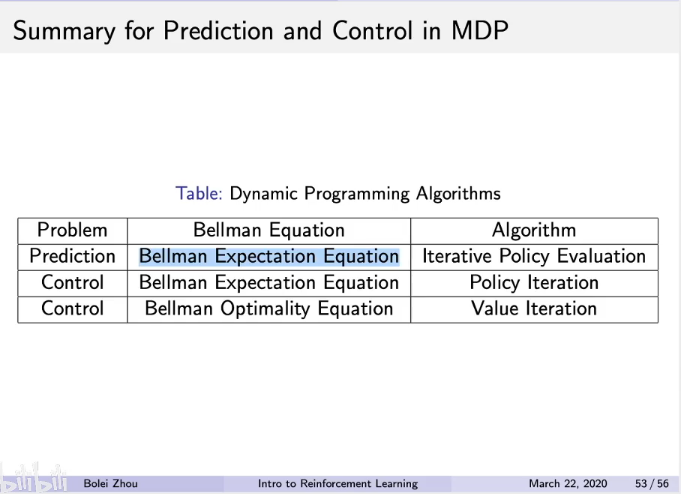 Summary for Prediction and Control in MDP
Table: Dynamic Programming Algorithms
Problem Bellman Equation Algorithm
Prediction Bellman Expectation Equation Iterative Policy Evaluation
Control Bellman Expectation Equation Policy Iteration
Control Bellman Optimality Equation Value Iteration
bilibili Bolei Zhou Intro to Reinforcement Learning March 22, 2020 53 / 56